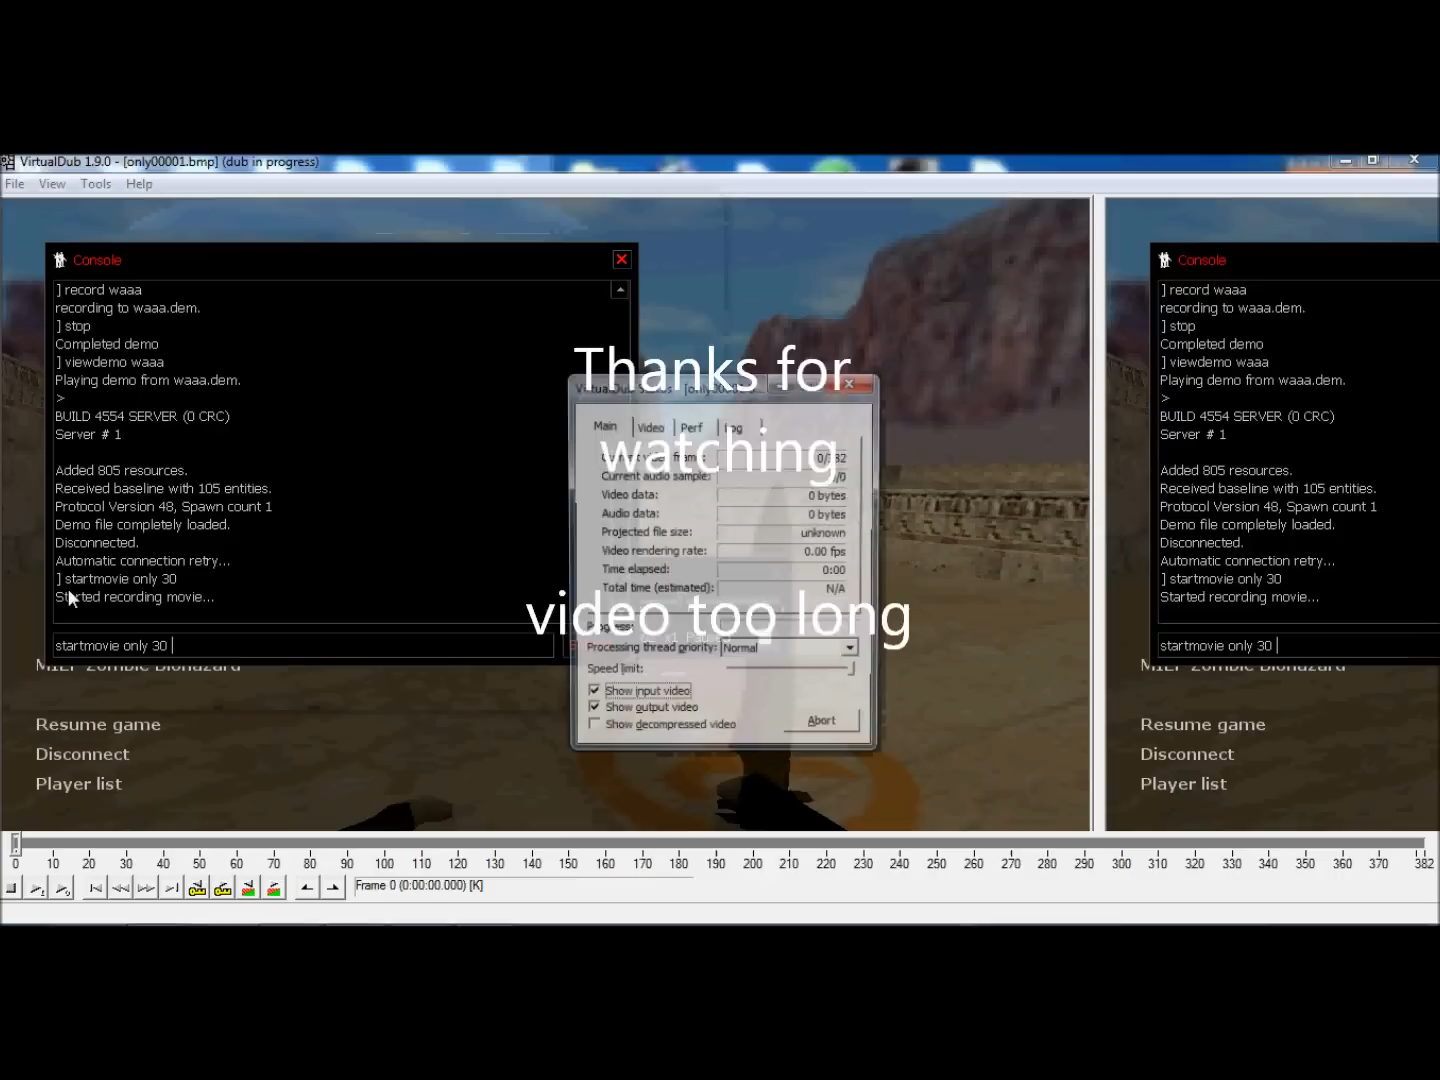 VirtualDub 1.9.0 - [only00001.bmp] (dub in progress)
File View Tools Help
Console
] record waaa
recording to waaa.dem.
] stop
Completed demo
] viewdemo waaa
Playing demo from waaa.dem.
>
BUILD 4554 SERVER (0 CRC)
Server # 1
Added 805 resources.
Received baseline with 105 entities.
Protocol Version 48, Spawn count 1
Demo file completely loaded.
Disconnected.
Automatic connection retry...
] startmovie only 30
Started recording movie...
startmovie only 30
Resume game
Disconnect
Player list
Thanks for
watching
video too long
Main Video Perf Log
Current video frame: 0/382
Current audio sample: 0/0
Video data: 0 bytes
Audio data: 0 bytes
Projected file size: unknown
Video rendering rate: 0.00 fps
Time elapsed: 0:00
Total time (estimated): N/A
Progress:
Processing thread priority: Normal
Speed limit:
Show input video
Show output video
Show decompressed video
Abort
Console
] record waaa
recording to waaa.dem.
] stop
Completed demo
] viewdemo waaa
Playing demo from waaa.dem.
>
BUILD 4554 SERVER (0 CRC)
Server # 1
Added 805 resources.
Received baseline with 105 entities.
Protocol Version 48, Spawn count 1
Demo file completely loaded.
Disconnected.
Automatic connection retry...
] startmovie only 30
Started recording movie...
startmovie only 30
Resume game
Disconnect
Player list
0 10 20 30 40 50 60 70 80 90 100 110 120 130 140 150 160 170 180 190 200 210 220 230 240 250 260 270 280 290 300 310 320 330 340 350 360 370 382
Frame 0 (0:00:00.000) [K]